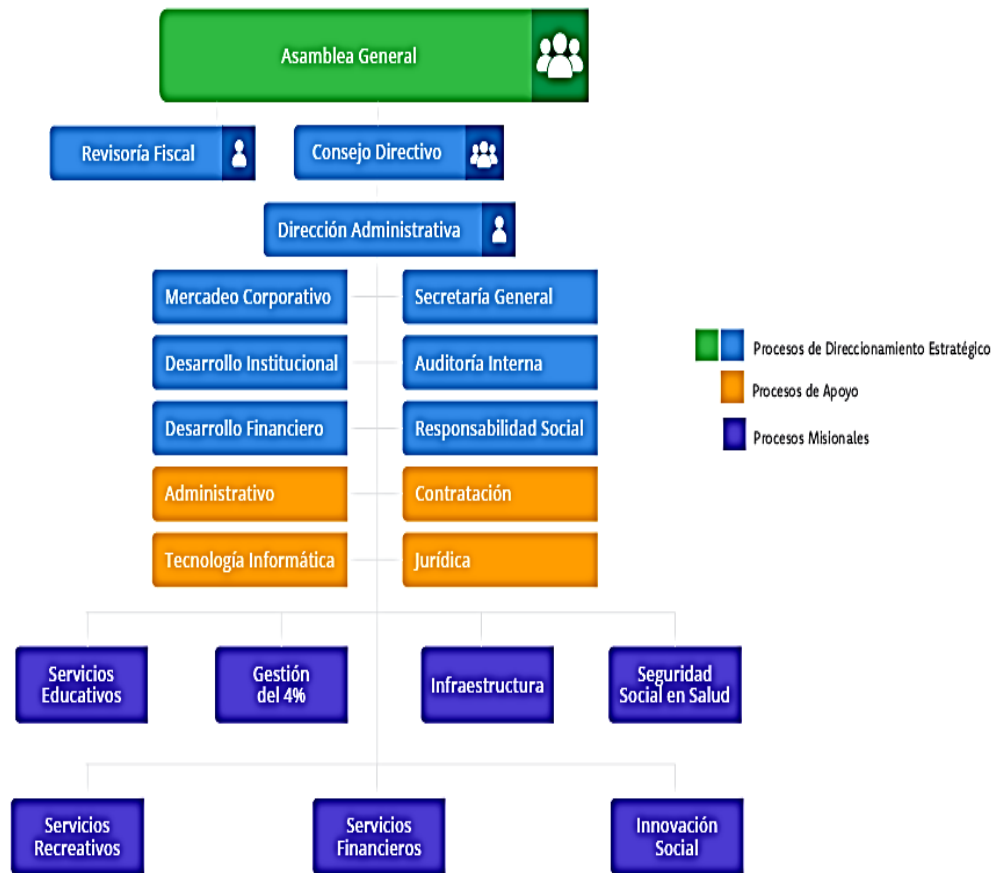 Asamblea General
Revisoría Fiscal
Consejo Directivo
Dirección Administrativa
Mercadeo Corporativo
Secretaría General
Desarrollo Institucional
Auditoría Interna
Desarrollo Financiero
Responsabilidad Social
Administrativo
Contratación
Tecnología Informática
Jurídica
Procesos de Direccionamiento Estratégico
Procesos de Apoyo
Procesos Misionales
Servicios
Educativos
Gestión
del 4%
Infraestructura
Seguridad
Social en Salud
Servicios
Recreativos
Servicios
Financieros
Innovación
Social